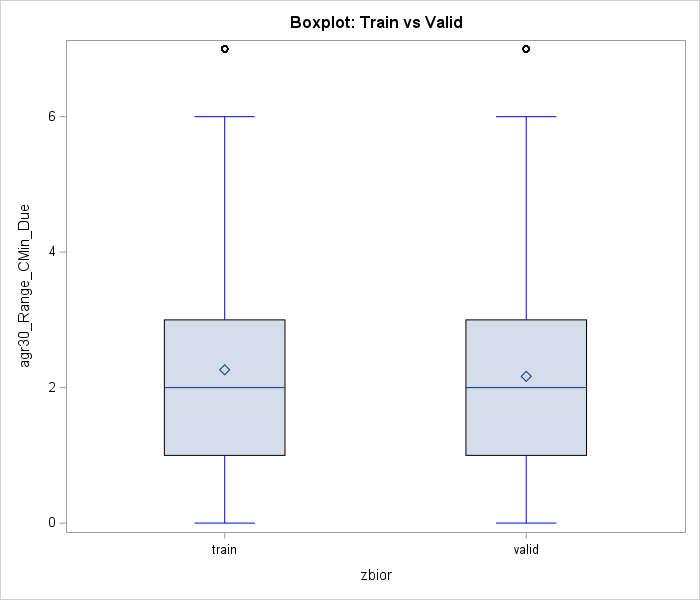 Boxplot: Train vs Valid
agr30_Range_CMin_Due
6
4
2
0
train
valid
zbior